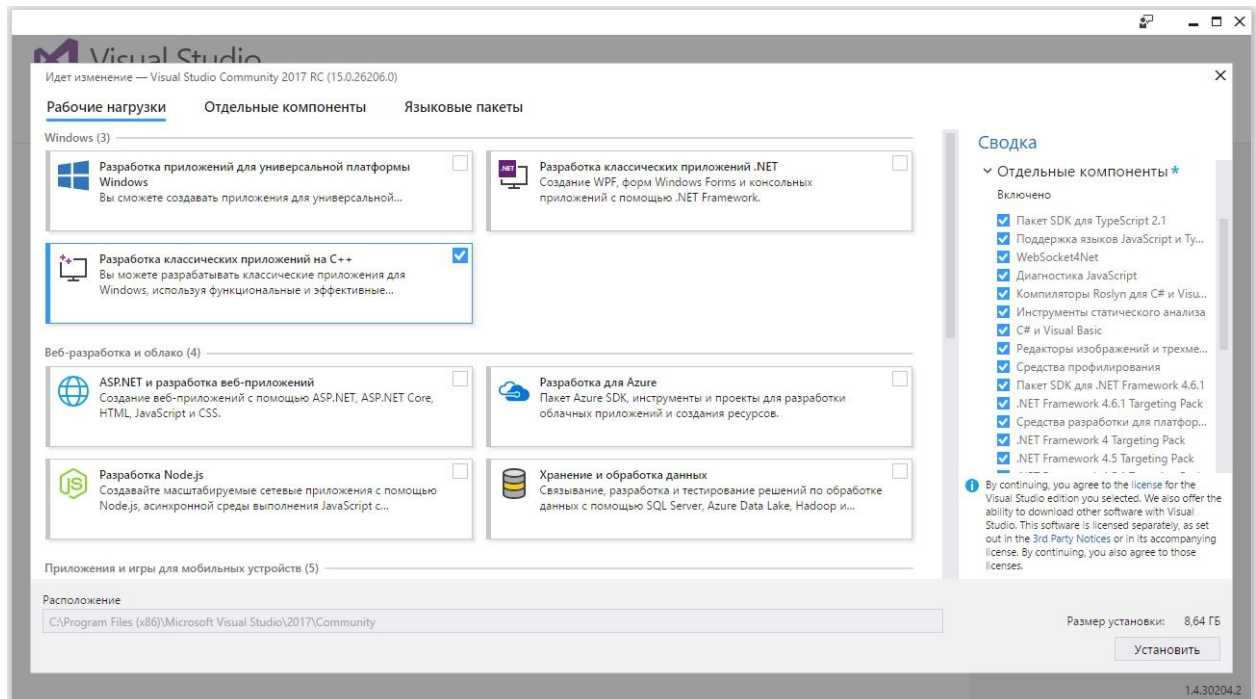 Visual Studio
Идет изменение — Visual Studio Community 2017 RC (15.0.26206.0)
Рабочие нагрузки
Отдельные компоненты
Языковые пакеты
Windows (3)
Разработка приложений для универсальной платформы
Windows
Вы сможете создавать приложения для универсальной...
.NET
Разработка классических приложений .NET
Создание WPF, форм Windows Forms и консольных
приложений с помощью .NET Framework.
Разработка классических приложений на C++
Вы можете разрабатывать классические приложения для
Windows, используя функциональные и эффективные...
Веб-разработка и облако (4)
ASP.NET и разработка веб-приложений
Создание веб-приложений с помощью ASP.NET, ASP.NET Core,
HTML, JavaScript и CSS.
Разработка для Azure
Пакет Azure SDK, инструменты и проекты для разработки
облачных приложений и создания ресурсов.
JS
Разработка Node.js
Создавайте масштабируемые сетевые приложения с помощью
Node.js, асинхронной среды выполнения JavaScript с...
Хранение и обработка данных
Связывание, разработка и тестирование решений по обработке
данных с помощью SQL Server, Azure Data Lake, Hadoop и...
Приложения и игры для мобильных устройств (5)
Сводка
Отдельные компоненты *
Включено
Пакет SDK для TypeScript 2.1
Поддержка языков JavaScript и Ty...
WebSocket4Net
Диагностика JavaScript
Компиляторы Roslyn для C# и Visu...
Инструменты статического анализа
C# и Visual Basic
Редакторы изображений и трехме...
Средства профилирования
Пакет SDK для .NET Framework 4.6.1
.NET Framework 4.6.1 Targeting Pack
Средства разработки для платфор...
.NET Framework 4 Targeting Pack
.NET Framework 4.5 Targeting Pack
By continuing, you agree to the license for the
Visual Studio edition you selected. We also offer the
ability to download other software with Visual
Studio. This software is licensed separately, as set
out in the 3rd Party Notices or in its accompanying
license. By continuing, you also agree to those
licenses.
Расположение
C:\Program Files (x86)\Microsoft Visual Studio\2017\Community
Размер установки: 8,64 ГБ
Установить
1.4.30204.2